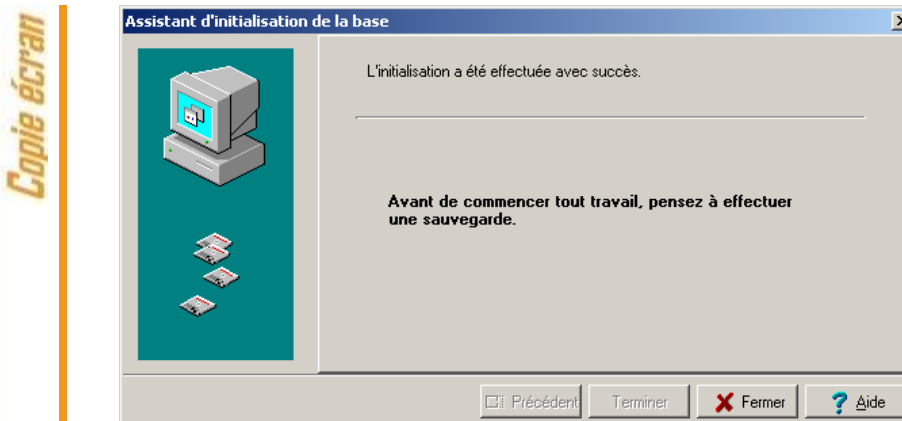 Copie écran
Assistant d'initialisation de la base
L'initialisation a été effectuée avec succès.
Avant de commencer tout travail, pensez à effectuer
une sauvegarde.
Précédent
Terminer
Fermer
? Aide